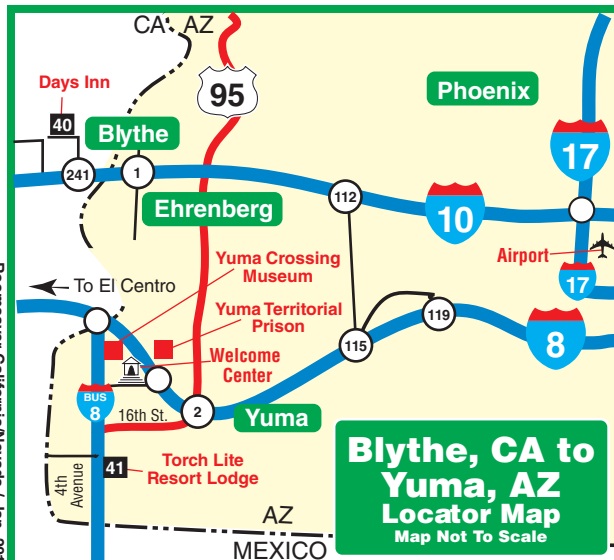 CA AZ
Days Inn
40
95
Phoenix
Blythe
17
241
1
112
10
Ehrenberg
Airport
17
Yuma Crossing
Museum
To El Centro
Yuma Territorial
Prison
119
115
8
Welcome
Center
BUS
8
16th St.
2
Yuma
4th
Avenue
41
Torch Lite
Resort Lodge
Blythe, CA to
Yuma, AZ
Locator Map
Map Not To Scale
AZ
MEXICO